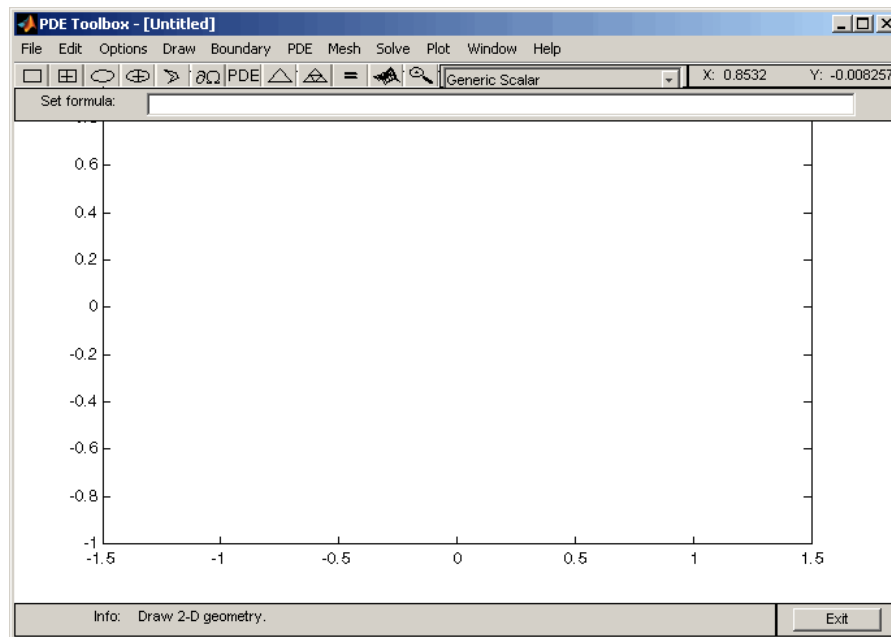 PDE Toolbox - [Untitled]
File Edit Options Draw Boundary PDE Mesh Solve Plot Window Help
∂Ω PDE = Generic Scalar X: 0.8532 Y: -0.008257
Set formula:
0.6
0.4
0.2
0
-0.2
-0.4
-0.6
-0.8
-1
-1.5 -1 -0.5 0 0.5 1 1.5
Info: Draw 2-D geometry. Exit